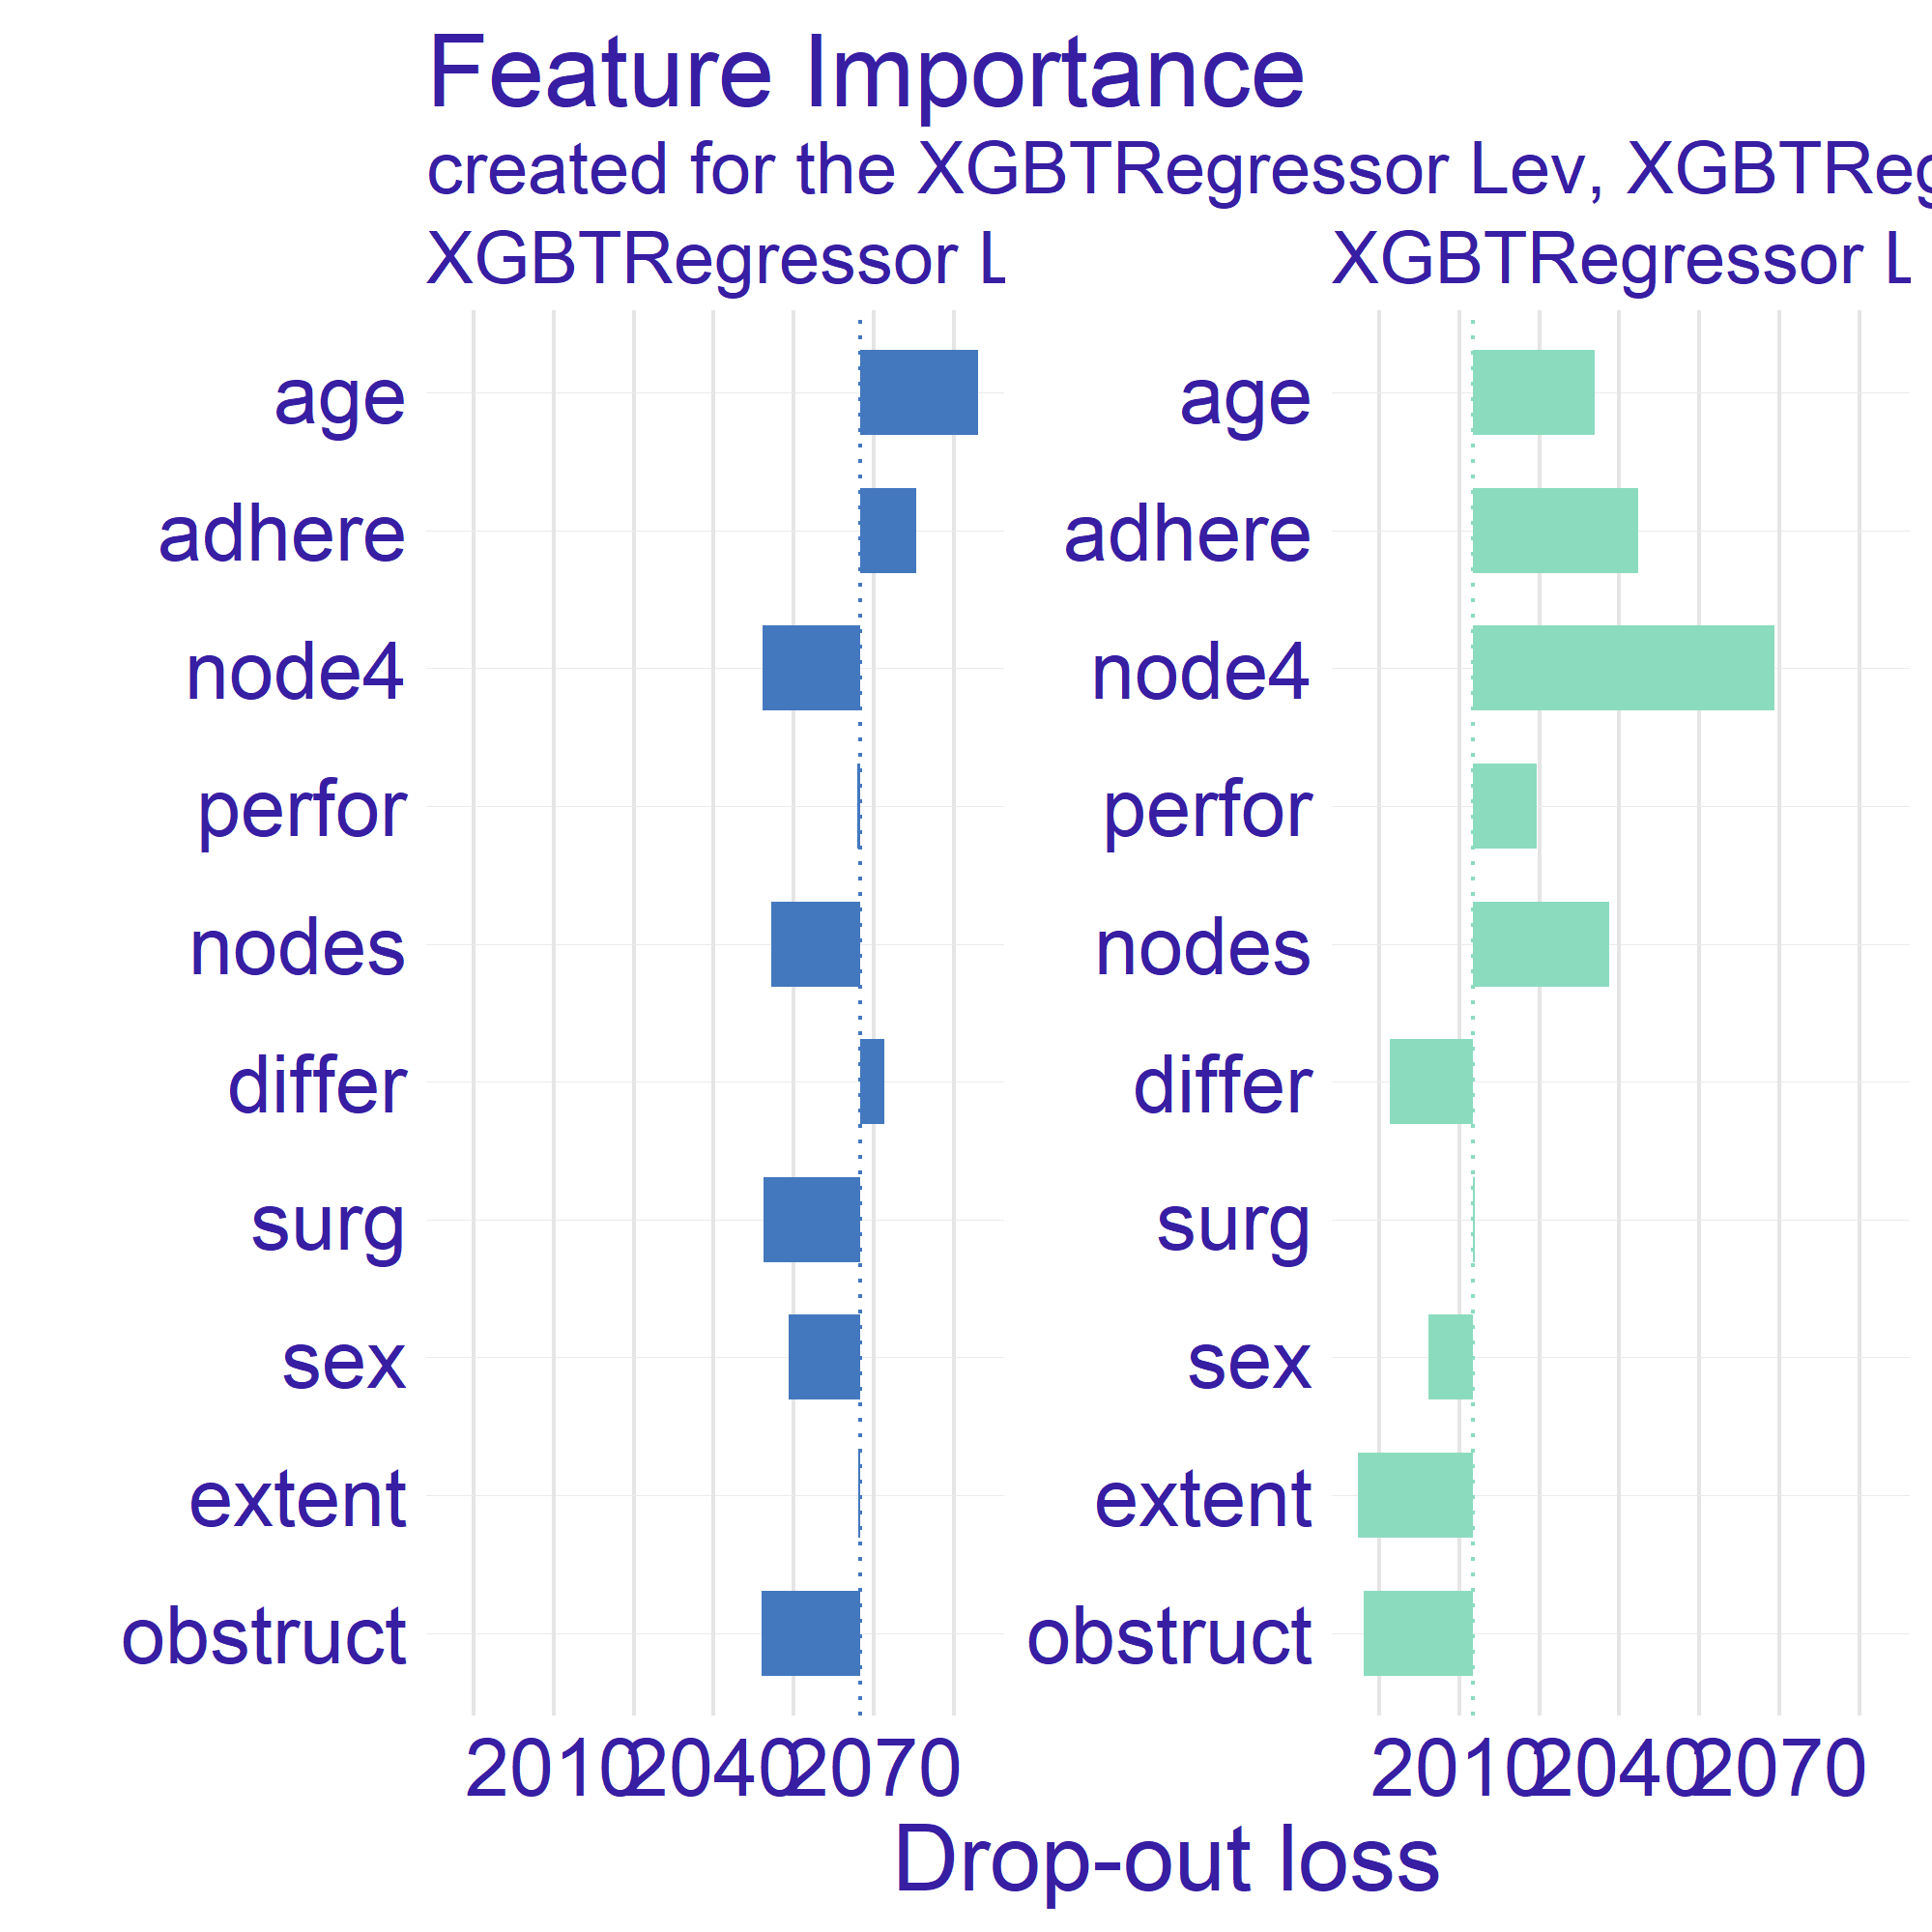 Feature Importance
created for the XGBTRegressor Lev, XGBTReg
XGBTRegressor L
XGBTRegressor L
age
adhere
node4
perfor
nodes
differ
surg
sex
extent
obstruct
2010 2040 2070
age
adhere
node4
perfor
nodes
differ
surg
sex
extent
obstruct
2010 2040 2070
Drop-out loss